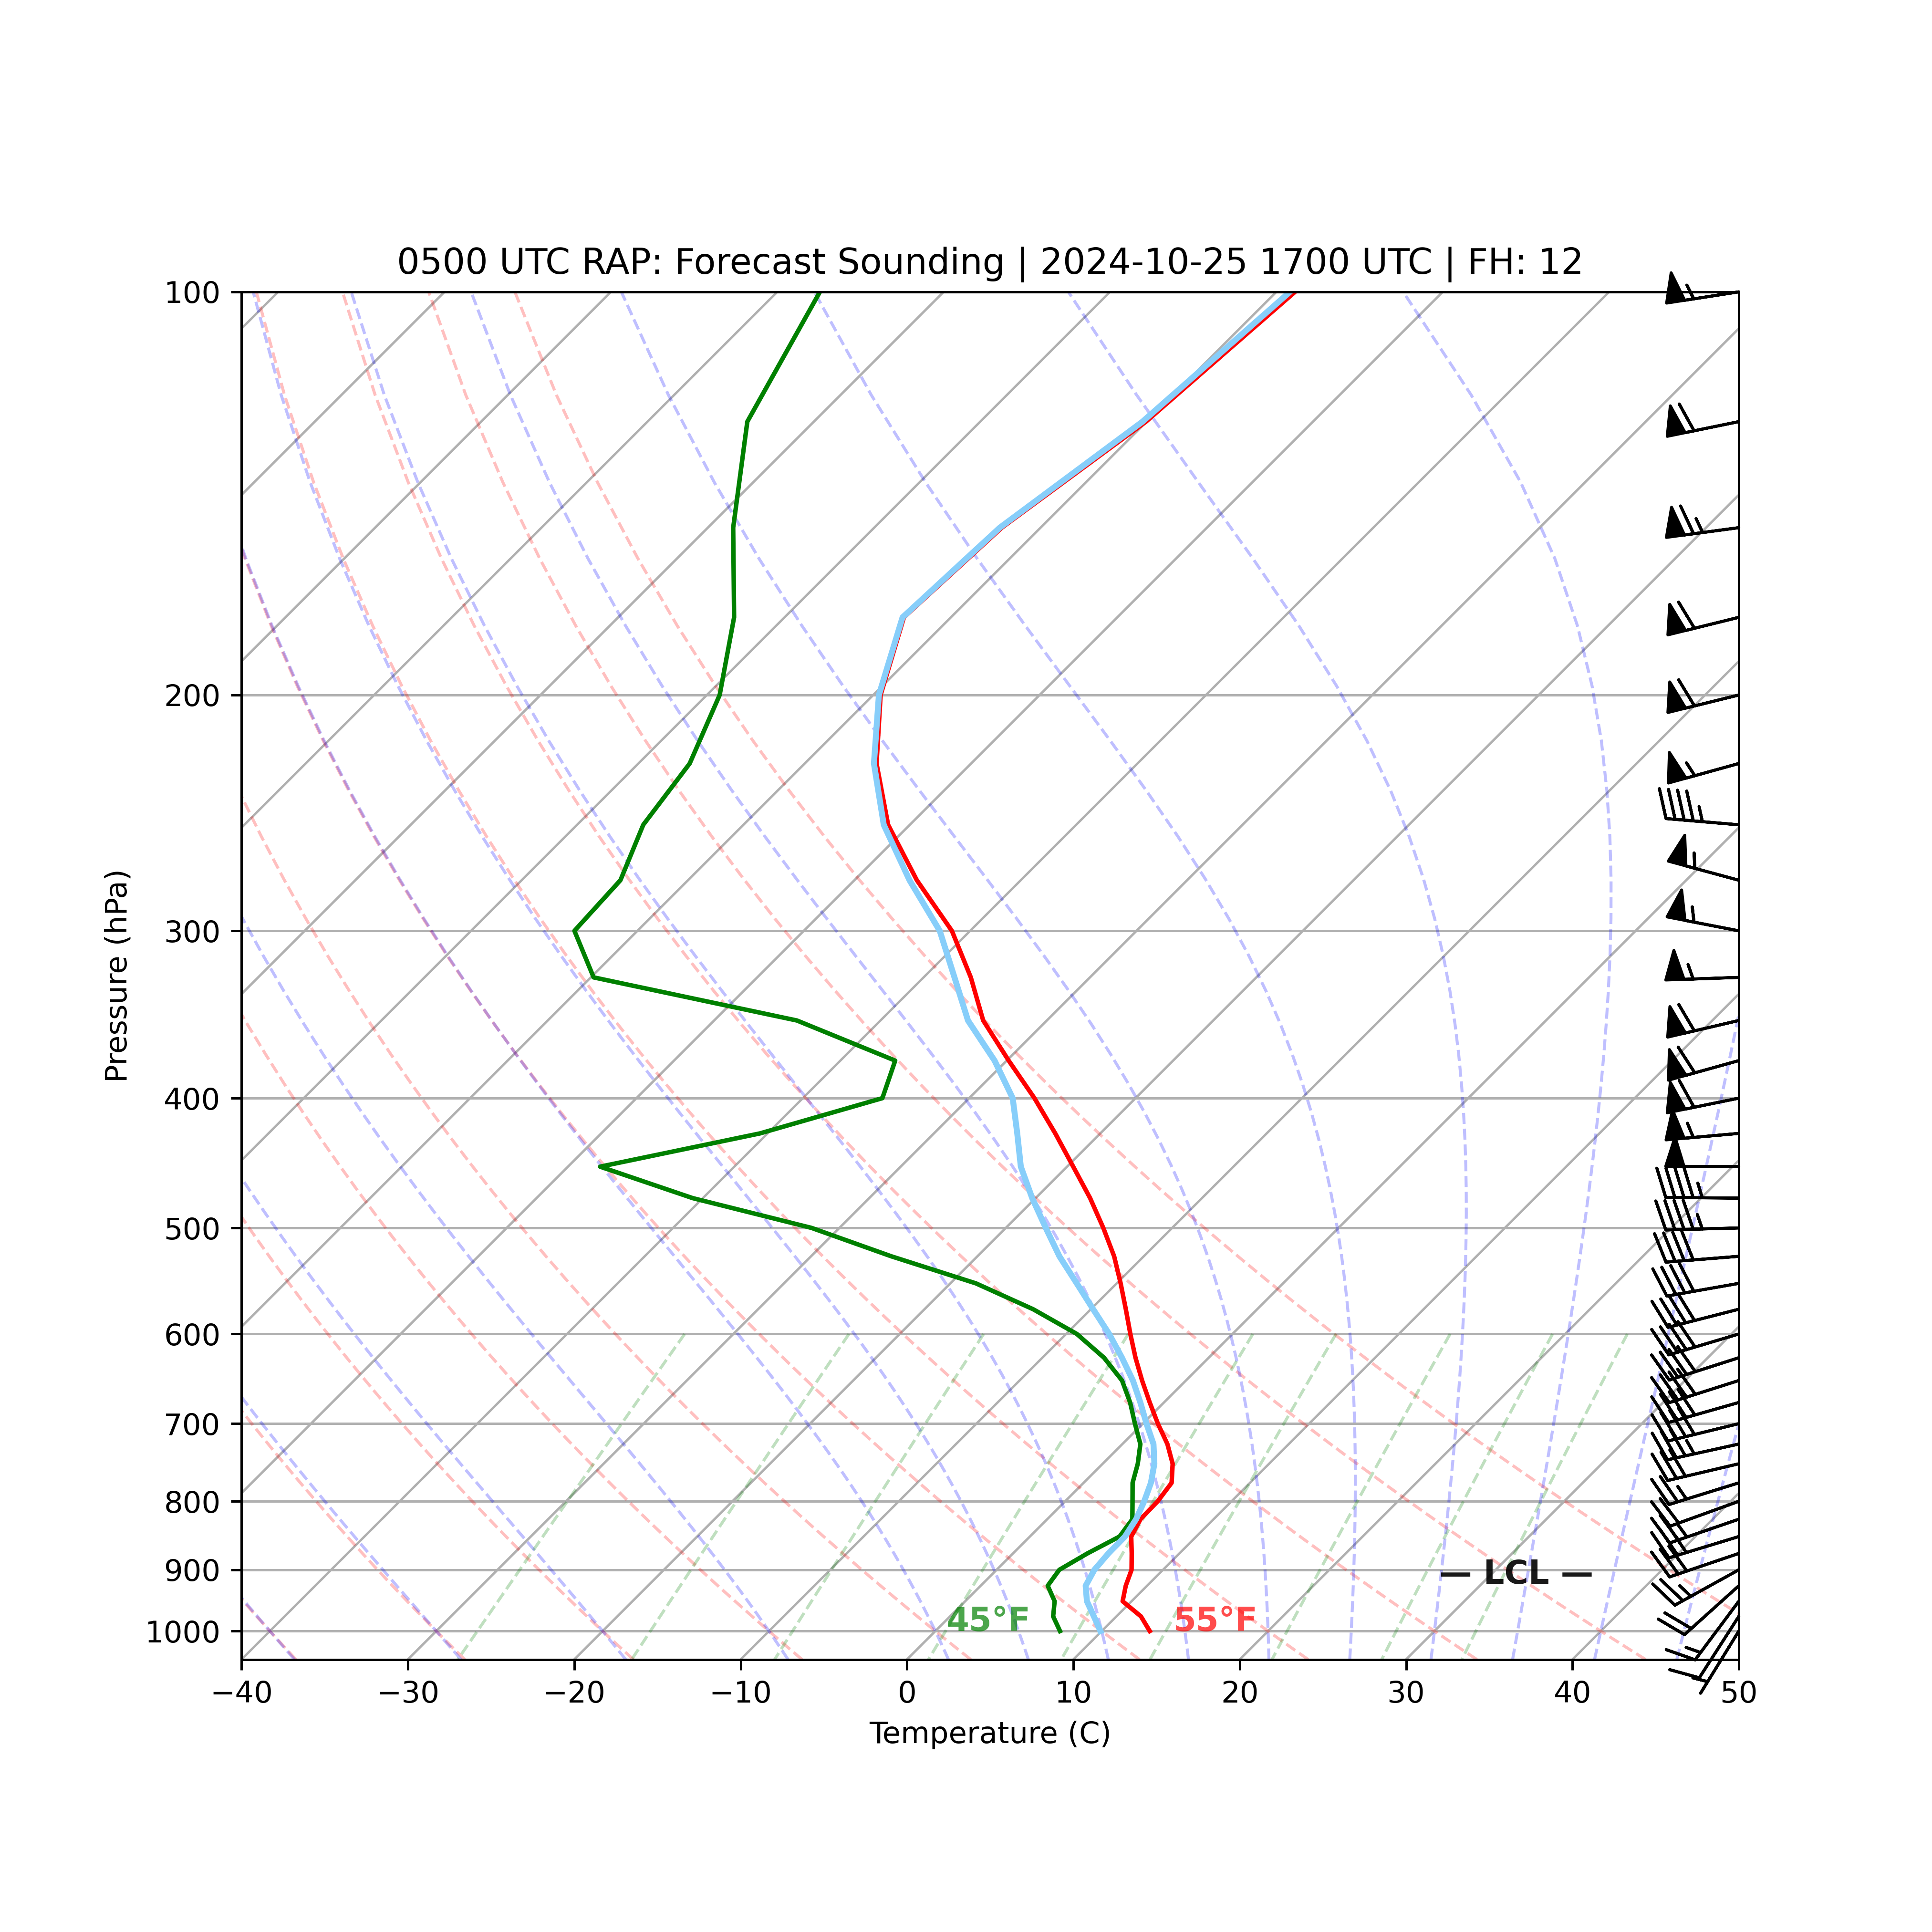 0500 UTC RAP: Forecast Sounding | 2024-10-25 1700 UTC | FH: 12
100
200
300
400
500
600
700
800
900
1000
Pressure (hPa)
— LCL —
45°F
55°F
−40 −30 −20 −10 0 10 20 30 40 50
Temperature (C)